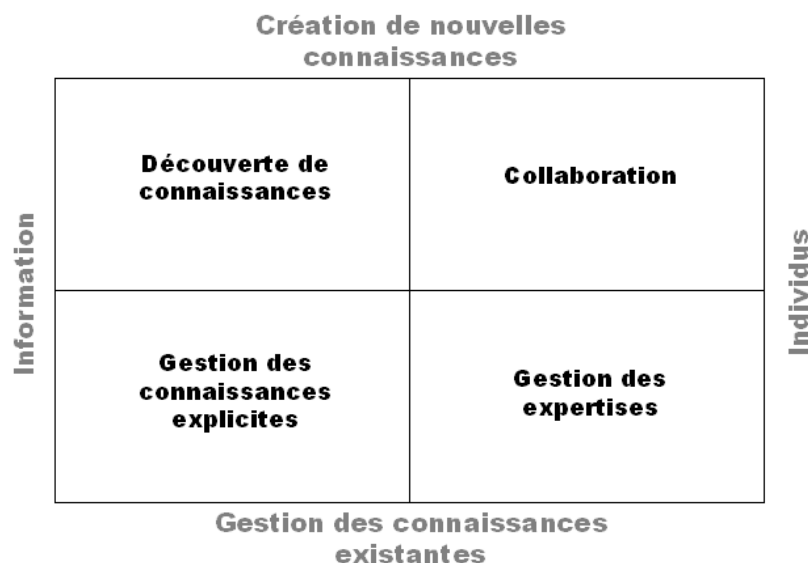 Création de nouvelles
connaissances
Découverte de
connaissances
Collaboration
Information
Individus
Gestion des
connaissances
explicites
Gestion des
expertises
Gestion des connaissances
existantes